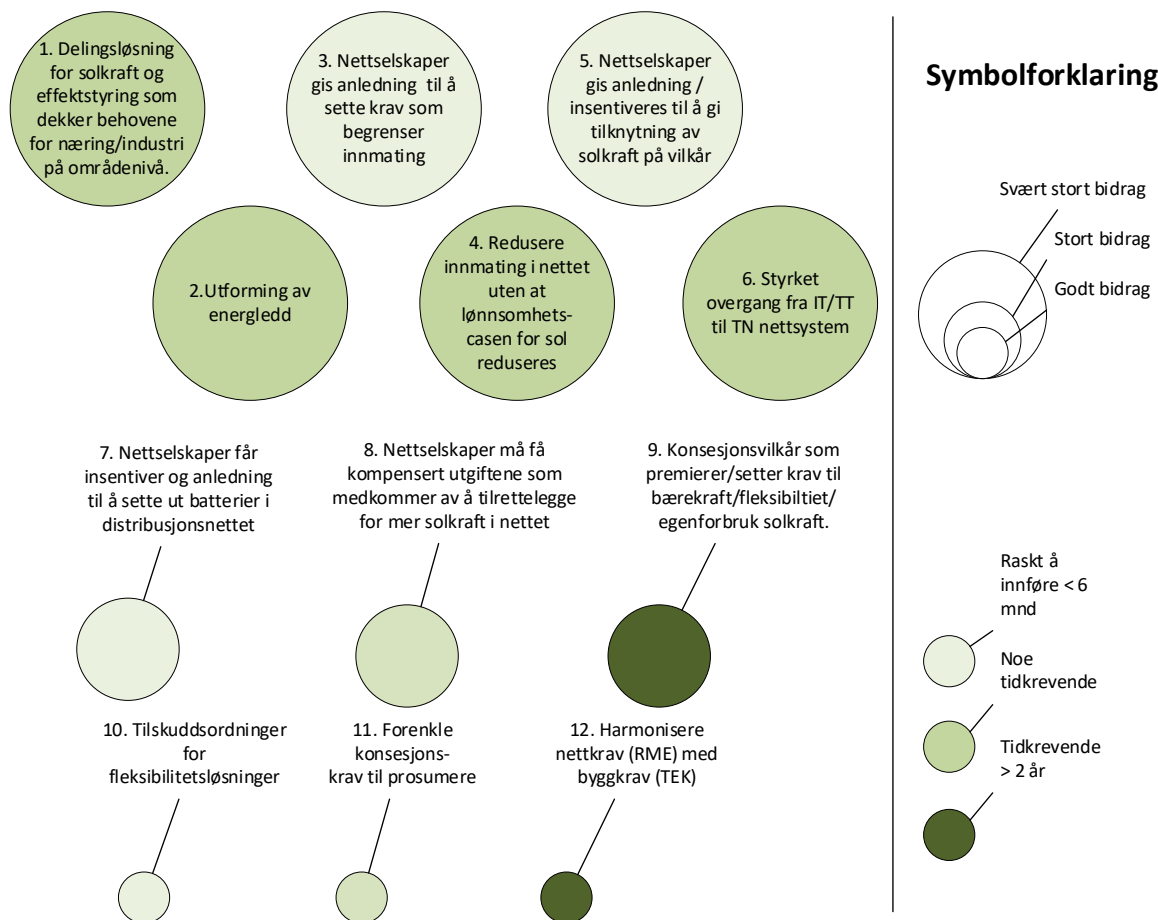 1. Delingsløsning
for solkraft og
effektstyring som
dekker behovene
for næring/industri
på områdenivå.
3. Nettselskaper
gis anledning til å
sette krav som
begrenser
innmating
5. Nettselskaper
gis anledning /
insentiveres til å gi
tilknytning av
solkraft på vilkår
2.Utforming av
energledd
4. Redusere
innmating i nettet
uten at
lønnsomhets-
casen for sol
reduseres
6. Styrket
overgang fra IT/TT
til TN nettsystem
7. Nettselskaper får
insentiver og anledning
til å sette ut batterier i
distribusjonsnettet
8. Nettselskaper må få
kompensert utgiftene som
medkommer av å tilrettelegge
for mer solkraft i nettet
9. Konsesjonsvilkår som
premierer/setter krav til
bærekraft/fleksibiltiet/
egenforbruk solkraft.
10. Tilskuddsordninger
for
fleksibilitetsløsninger
11. Forenkle
konsesjons-
krav til prosumere
12. Harmonisere
nettkrav (RME) med
byggkrav (TEK)
Symbolforklaring
Svært stort bidrag
Stort bidrag
Godt bidrag
Raskt å
innføre < 6
mnd
Noe
tidkrevende
Tidkrevende
> 2 år